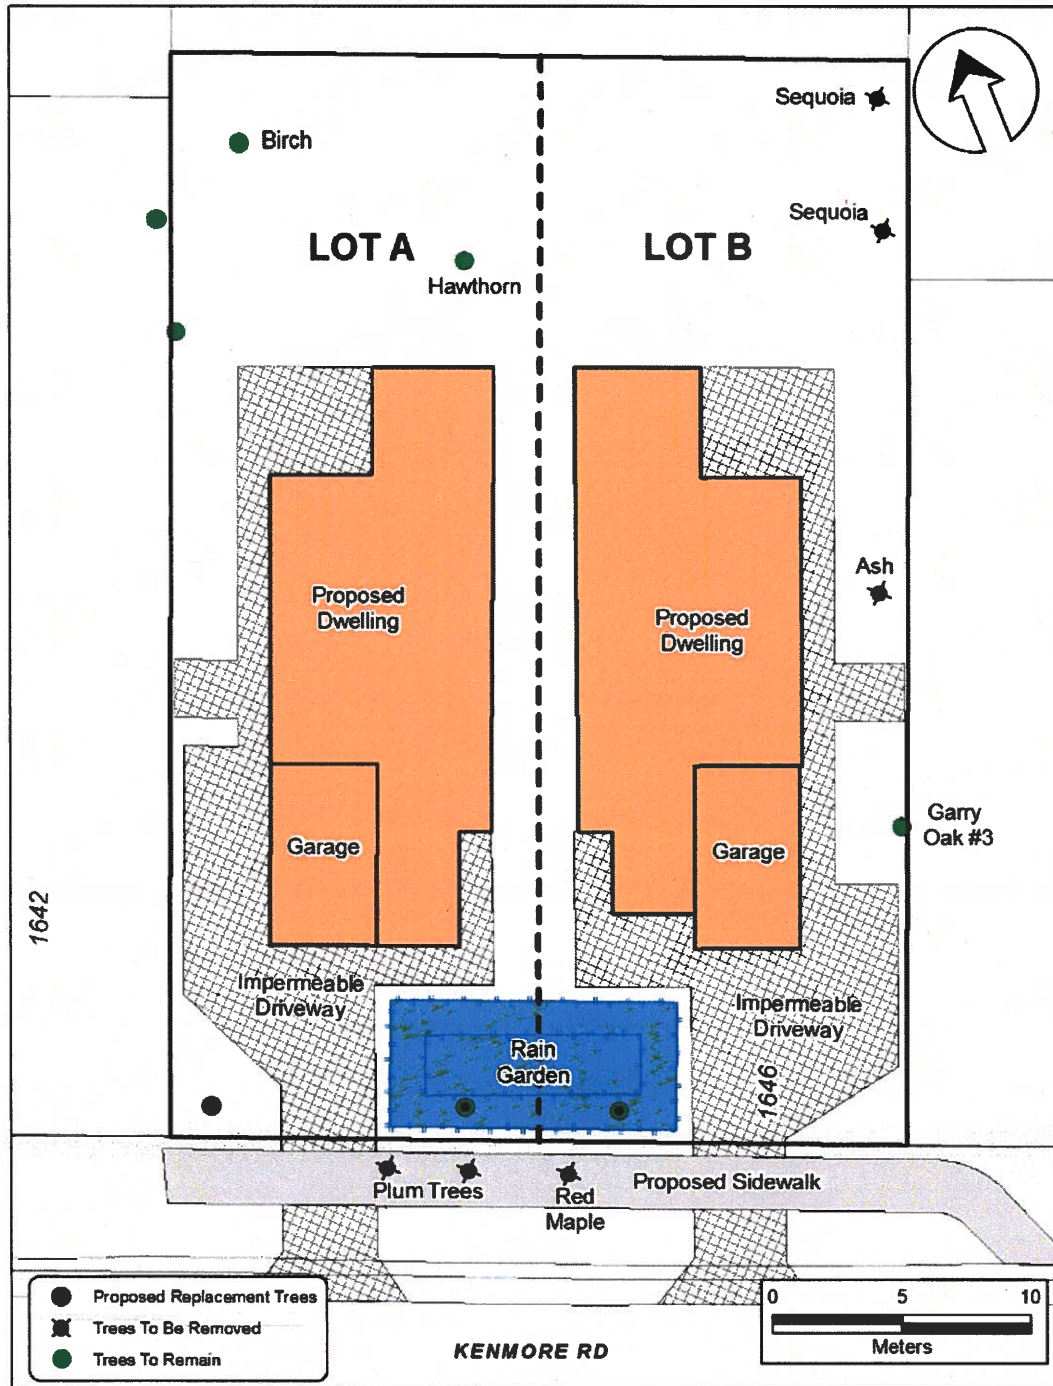 Sequoia
Birch
Sequoia
LOT A
LOT B
Hawthorn
Ash
Proposed
Dwelling
Proposed
Dwelling
Garry
Oak #3
Garage
Garage
1642
Impermeable
Driveway
Impermeable
Driveway
Rain
Garden
1646
Plum Trees
Red
Maple
Proposed Sidewalk
Proposed Replacement Trees
Trees To Be Removed
Trees To Remain
KENMORE RD
0 5 10
Meters